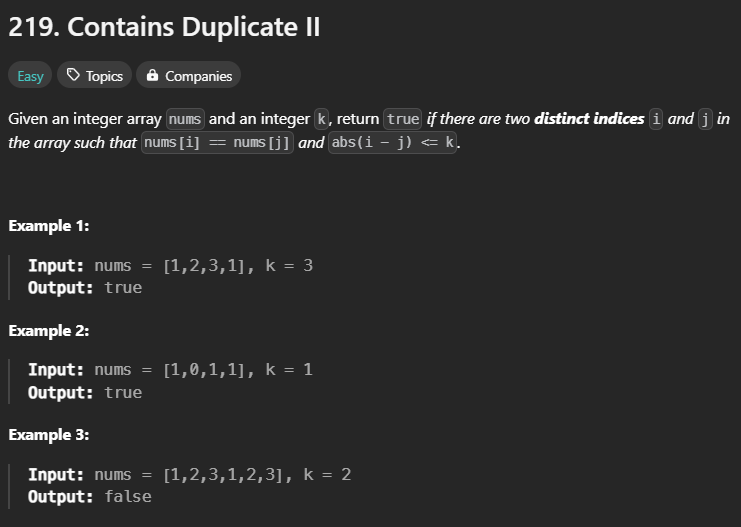 219. Contains Duplicate II
Easy Topics Companies
Given an integer array nums and an integer k, return true if there are two distinct indices i and j in
the array such that nums[i] == nums[j] and abs(i - j) <= k.
Example 1:
Input: nums = [1,2,3,1], k = 3
Output: true
Example 2:
Input: nums = [1,0,1,1], k = 1
Output: true
Example 3:
Input: nums = [1,2,3,1,2,3], k = 2
Output: false